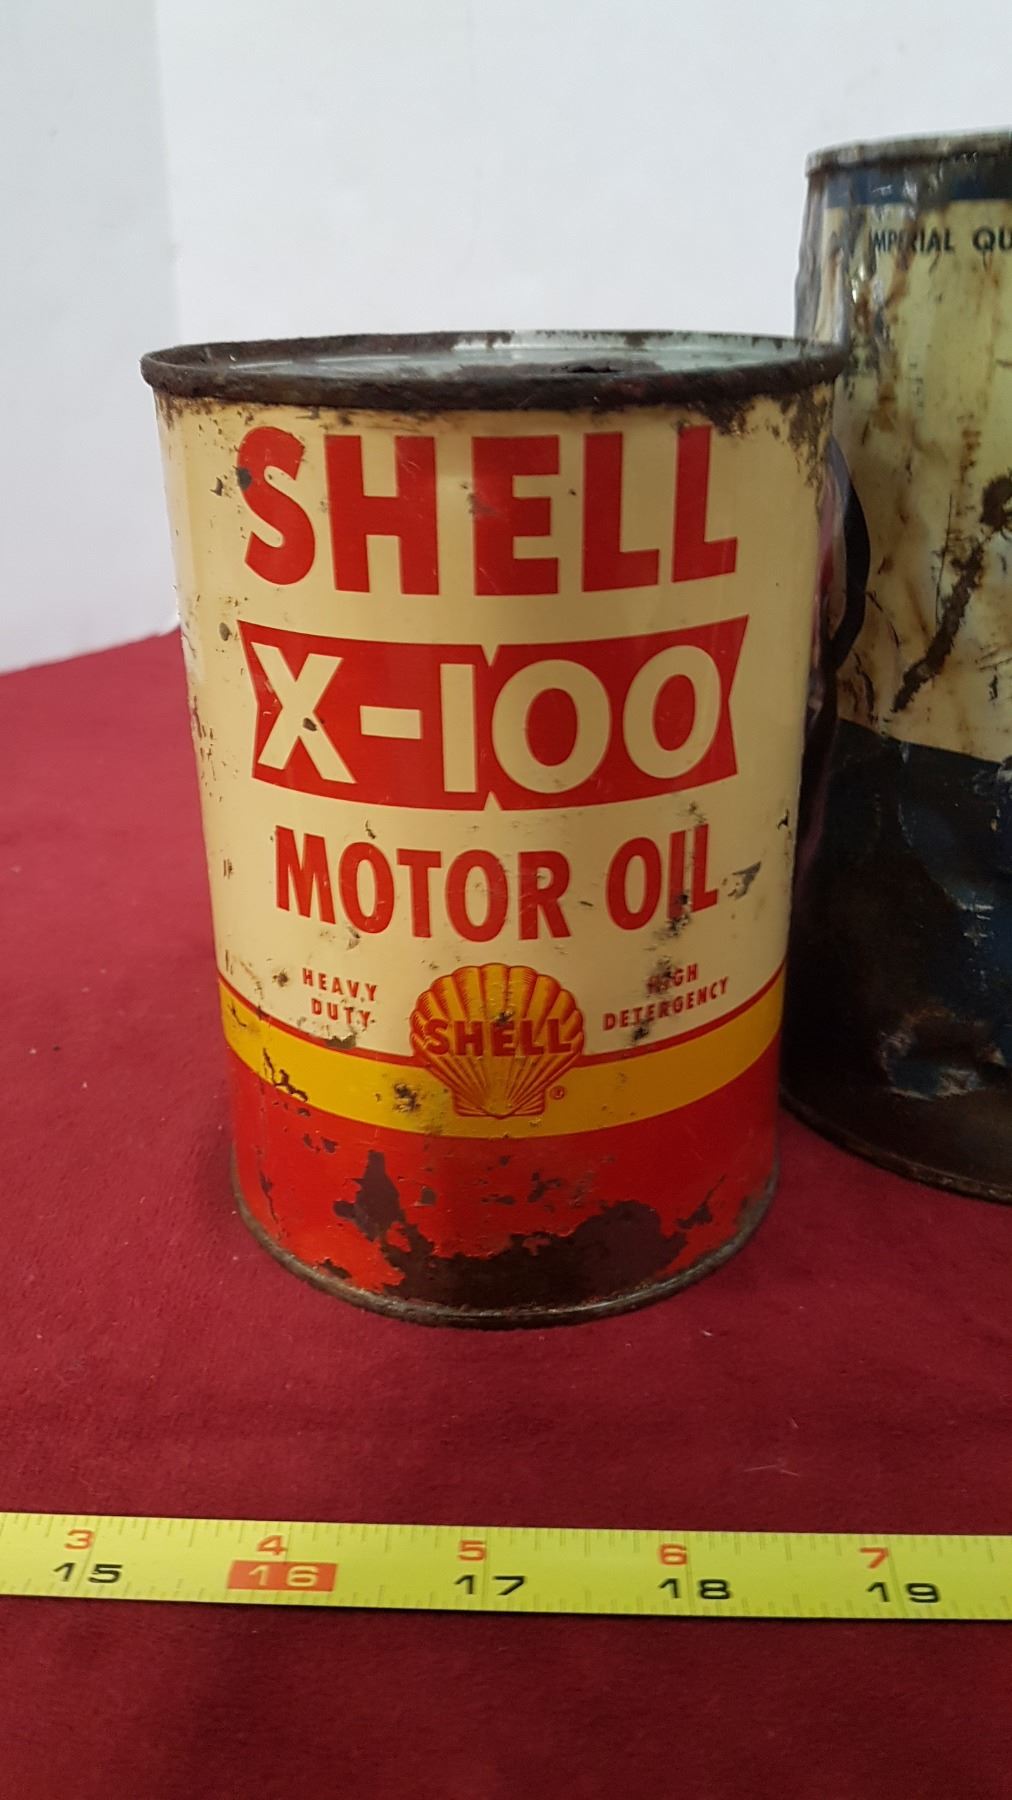 SHELL
X-100
MOTOR OIL
HEAVY
DUTY
HIGH
DETERGENCY
SHELL
®
IMPERIAL QU
3 4 5 6 7
15 16 17 18 19